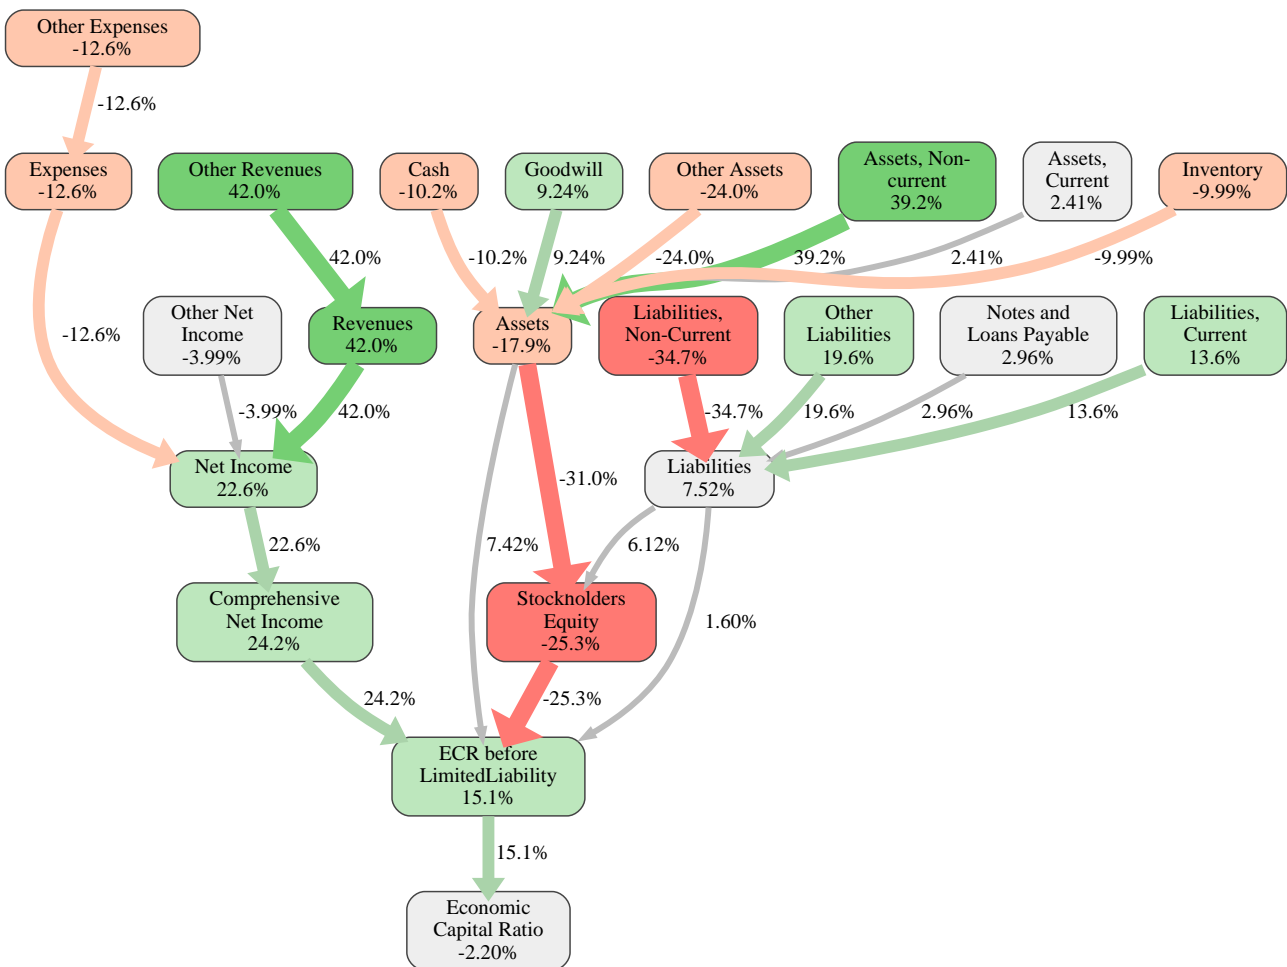 Other Expenses
-12.6%
-12.6%
Expenses
-12.6%
Other Revenues
42.0%
Cash
-10.2%
Goodwill
9.24%
Other Assets
-24.0%
Assets, Non-
current
39.2%
Assets,
Current
2.41%
Inventory
-9.99%
42.0%
-10.2%
9.24%
-24.0%
39.2%
2.41%
-9.99%
-12.6%
Other Net
Income
-3.99%
Revenues
42.0%
Assets
-17.9%
Liabilities,
Non-Current
-34.7%
Other
Liabilities
19.6%
Notes and
Loans Payable
2.96%
Liabilities,
Current
13.6%
-3.99%
42.0%
-34.7%
19.6%
2.96%
13.6%
Net Income
22.6%
-31.0%
Liabilities
7.52%
22.6%
7.42%
6.12%
Comprehensive
Net Income
24.2%
Stockholders
Equity
-25.3%
1.60%
24.2%
-25.3%
ECR before
LimitedLiability
15.1%
15.1%
Economic
Capital Ratio
-2.20%